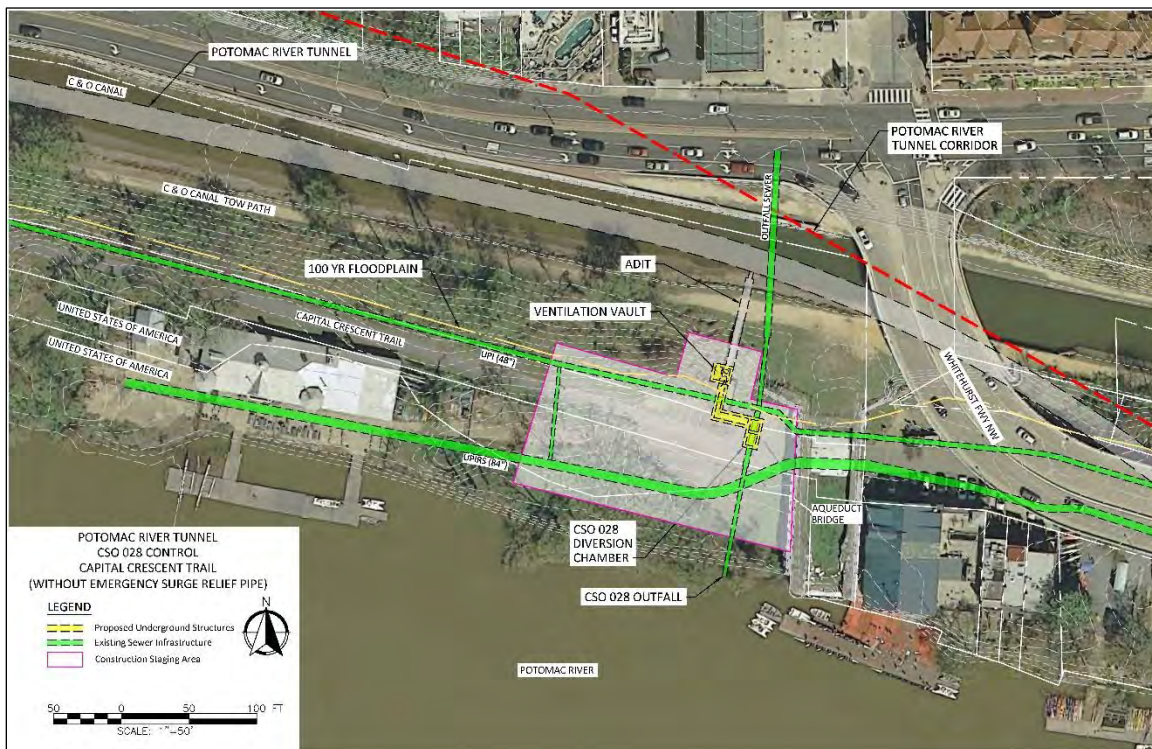 POTOMAC RIVER TUNNEL
C & O CANAL
POTOMAC RIVER
TUNNEL CORRIDOR
OUTFALL SEWER
C & O CANAL TOW PATH
100 YR FLOODPLAIN
ADIT
VENTILATION VAULT
UNITED STATES OF AMERICA
UNITED STATES OF AMERICA
CAPITAL CRESCENT TRAIL
UPI (48")
WHITEHURST FWY NW
UPIRS (84")
AQUEDUCT
BRIDGE
CSO 028
DIVERSION
CHAMBER
CSO 028 OUTFALL
POTOMAC RIVER
POTOMAC RIVER TUNNEL
CSO 028 CONTROL
CAPITAL CRESCENT TRAIL
(WITHOUT EMERGENCY SURGE RELIEF PIPE)
LEGEND
N
Proposed Underground Structures
Existing Sewer Infrastructure
Construction Staging Area
50 0 50 100 FT
SCALE: 1"=50'